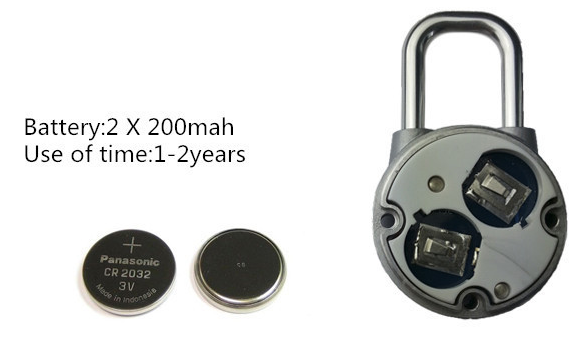 Battery:2 X 200mah
Use of time:1-2years
Panasonic
CR 2032
3V
Made in Indonesia